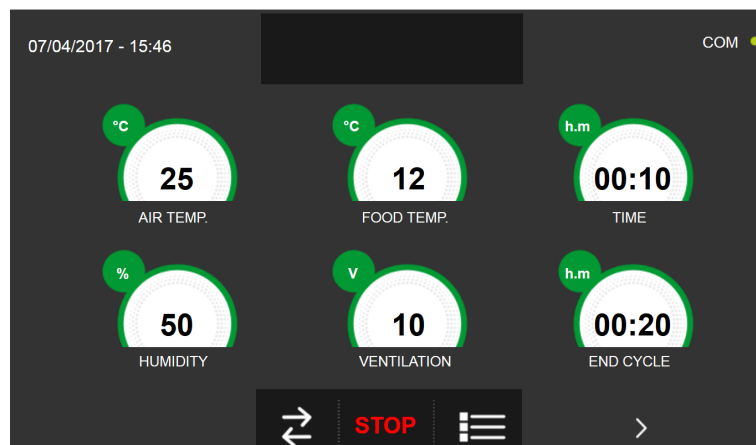 07/04/2017 - 15:46
COM
°C
25
AIR TEMP.
°C
12
FOOD TEMP.
h.m
00:10
TIME
%
50
HUMIDITY
V
10
VENTILATION
h.m
00:20
END CYCLE
STOP